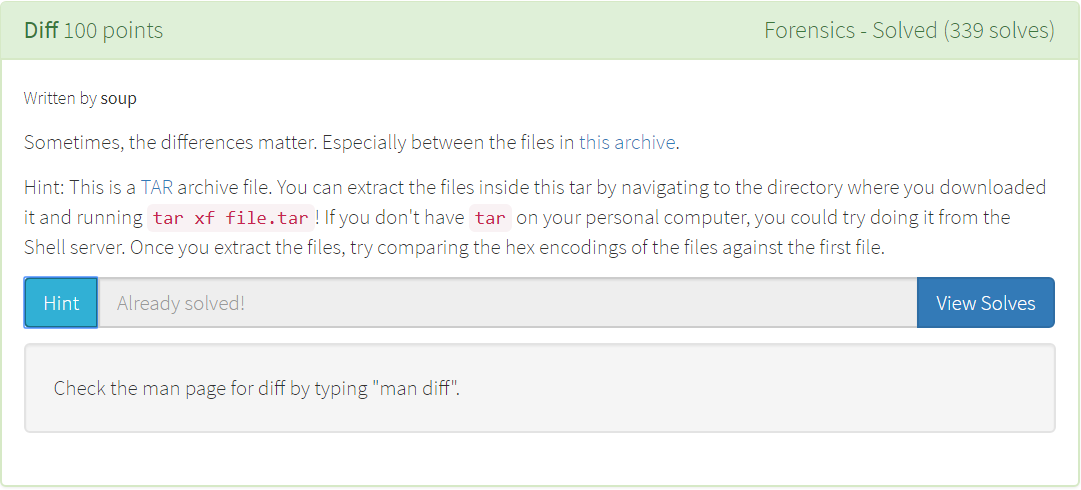 Diff 100 points
Forensics - Solved (339 solves)
Written by soup
Sometimes, the differences matter. Especially between the files in this archive.
Hint: This is a TAR archive file. You can extract the files inside this tar by navigating to the directory where you downloaded
it and running tar xf file.tar! If you don't have tar on your personal computer, you could try doing it from the
Shell server. Once you extract the files, try comparing the hex encodings of the files against the first file.
Hint
Already solved!
View Solves
Check the man page for diff by typing "man diff".